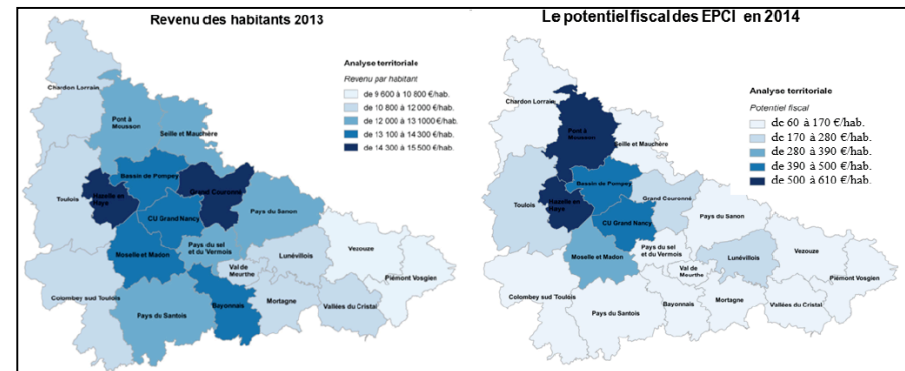 Revenu des habitants 2013
Analyse territoriale
Revenu par habitant
de 9 600 à 10 800 €/hab.
de 10 800 à 12 000 €/hab.
de 12 000 à 13 1000 €/hab.
de 13 100 à 14 300 €/hab.
de 14 300 à 15 500 €/hab.
Chardon Lorrain
Pont à
Mousson
Seille et Mauchère
Bassin de Pompey
Hazelle en
Haye
Grand Couronné
Toulois
CU Grand Nancy
Pays du Sanon
Pays du sel
et du Vermois
Moselle et Madon
Lunévillois
Vezouze
Val de
Meurthe
Piémont Vosgien
Colombey sud Toulois
Bayonnais
Mortagne
Vallées du Cristal
Pays du Santois
Le potentiel fiscal des EPCI en 2014
Analyse territoriale
Potentiel fiscal
de 60 à 170 €/hab.
de 170 à 280 €/hab.
de 280 à 390 €/hab.
de 390 à 500 €/hab.
de 500 à 610 €/hab.
Chardon Lorrain
Pont à
Mousson
Seille et Mauchère
Bassin de Pompey
Hazelle en
Haye
Grand Couronné
Toulois
CU Grand Nancy
Pays du Sanon
Pays du sel
et du Vermois
Moselle et Madon
Lunévillois
Vezouze
Val de
Meurthe
Piémont Vosgien
Colombey sud Toulois
Bayonnais
Mortagne
Vallées du Cristal
Pays du Santois